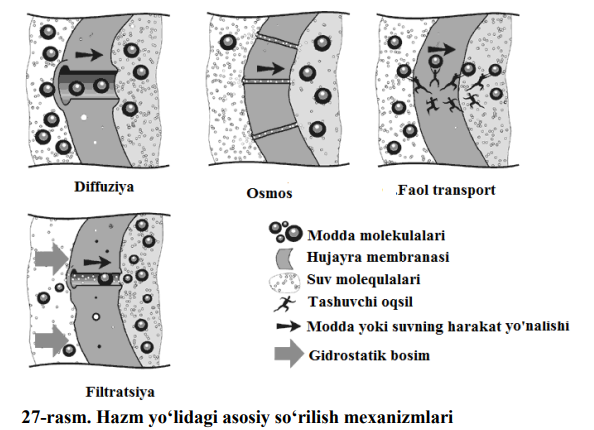 Diffuziya
Osmos
.Faol transport
Filtratsiya
Modda molekulalari
Hujayra membranasi
Suv molequlalari
Tashuvchi oqsil
Modda yoki suvning harakat yo'nalishi
Gidrostatik bosim
27-rasm. Hazm yo‘lidagi asosiy so‘rilish mexanizmlari